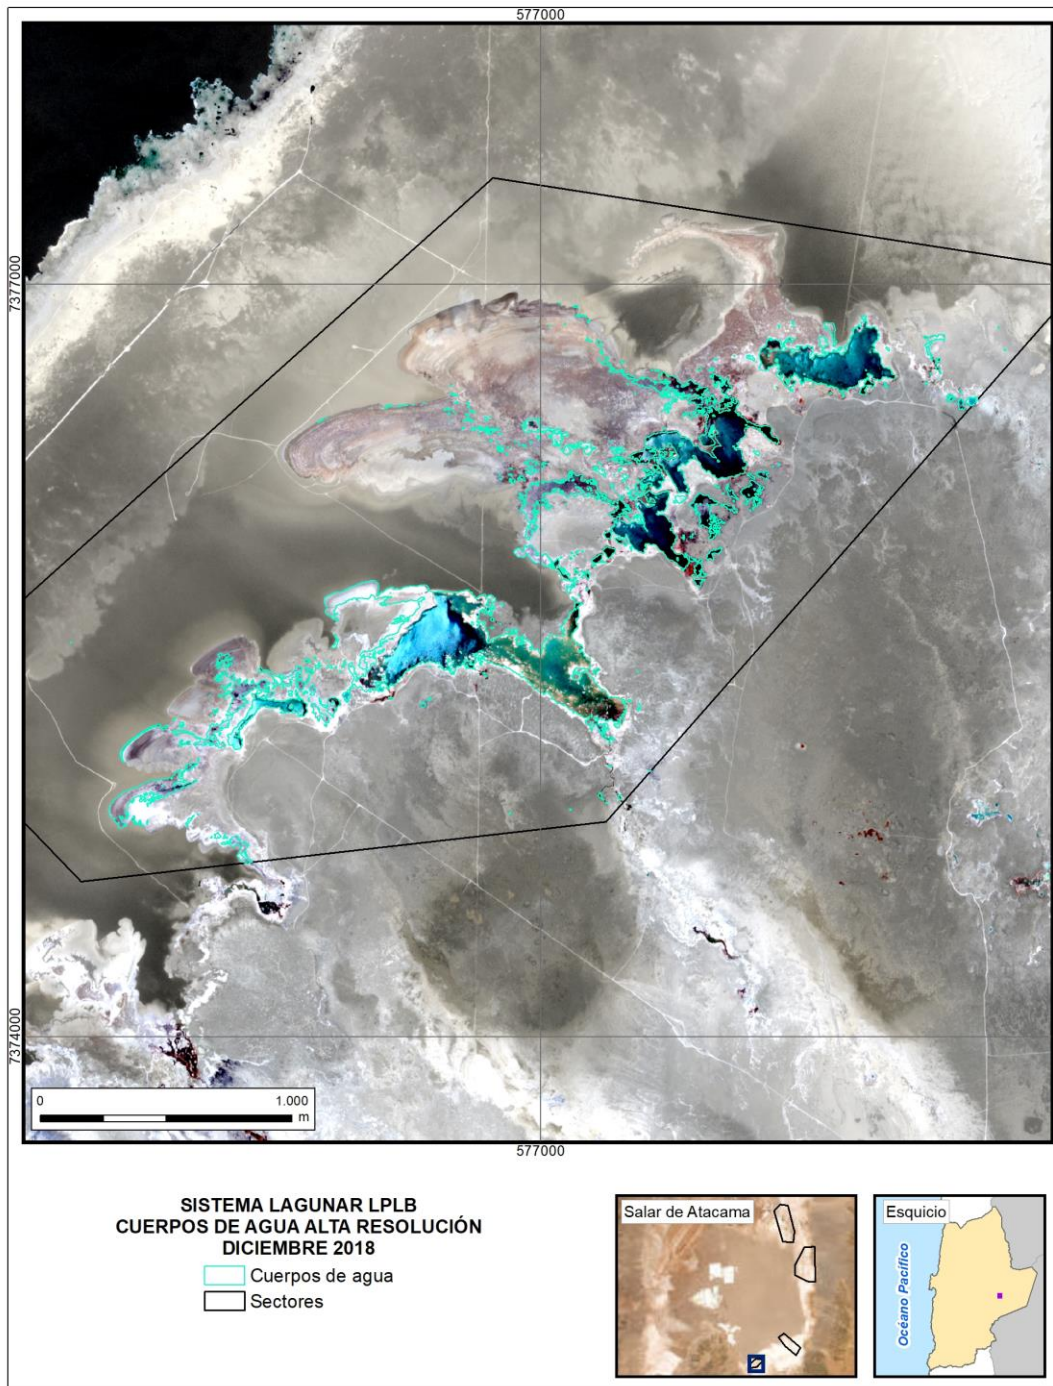 577000
7377000
7374000
0
1.000
m
577000
SISTEMA LAGUNAR LPLB
CUERPOS DE AGUA ALTA RESOLUCIÓN
DICIEMBRE 2018
Cuerpos de agua
Sectores
Salar de Atacama
Esquicio
Océano Pacífico